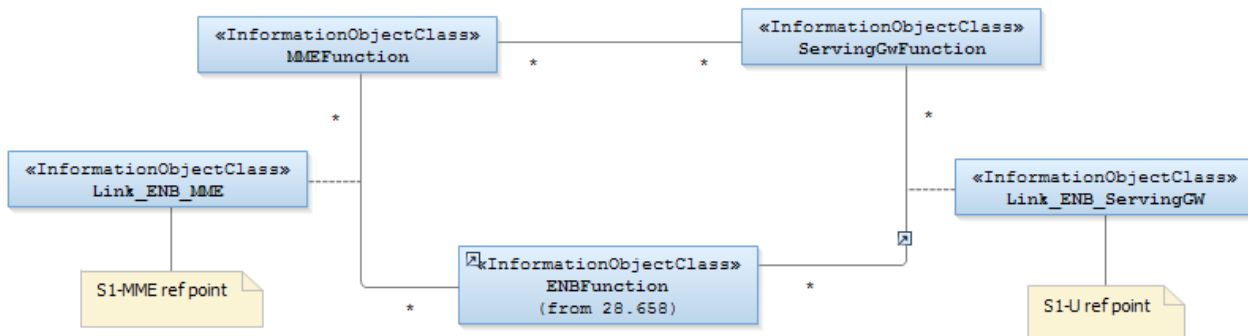 «InformationObjectClass»
MMEFunction
«InformationObjectClass»
ServingGwFunction
*
*
*
*
«InformationObjectClass»
Link_ENB_MME
«InformationObjectClass»
Link_ENB_ServingGW
«InformationObjectClass»
ENBFunction
(from 28.658)
S1-MME ref point
*
*
S1-U ref point